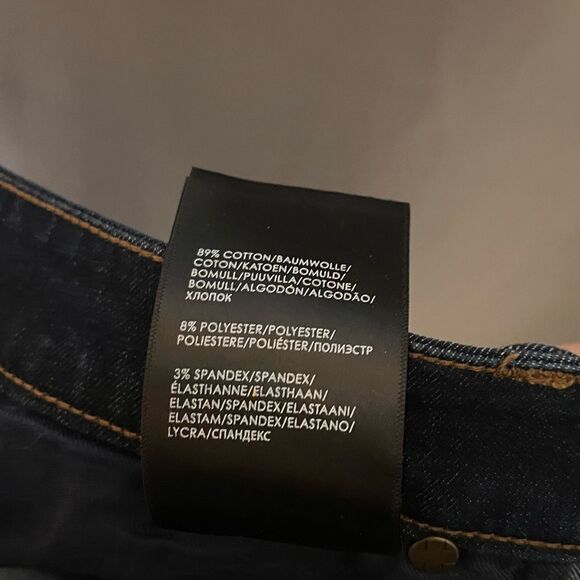 89% COTTON/BAUMWOLLE/
COTON/KATOEN/BOMULD/
BOMULL/PUUVILLA/COTONE/
BOMULL/ALGODÓN/ALGODÃO/
ХЛОПОК
8% POLYESTER/POLYESTER/
POLIESTERE/POLIÉSTER/ПОЛИЭСТР
3% SPANDEX/SPANDEX/
ÉLASTHANNE/ELASTHAAN/
ELASTAN/SPANDEX/ELASTAANI/
ELASTAM/SPANDEX/ELASTANO/
LYCRA/СПАНДЕКС